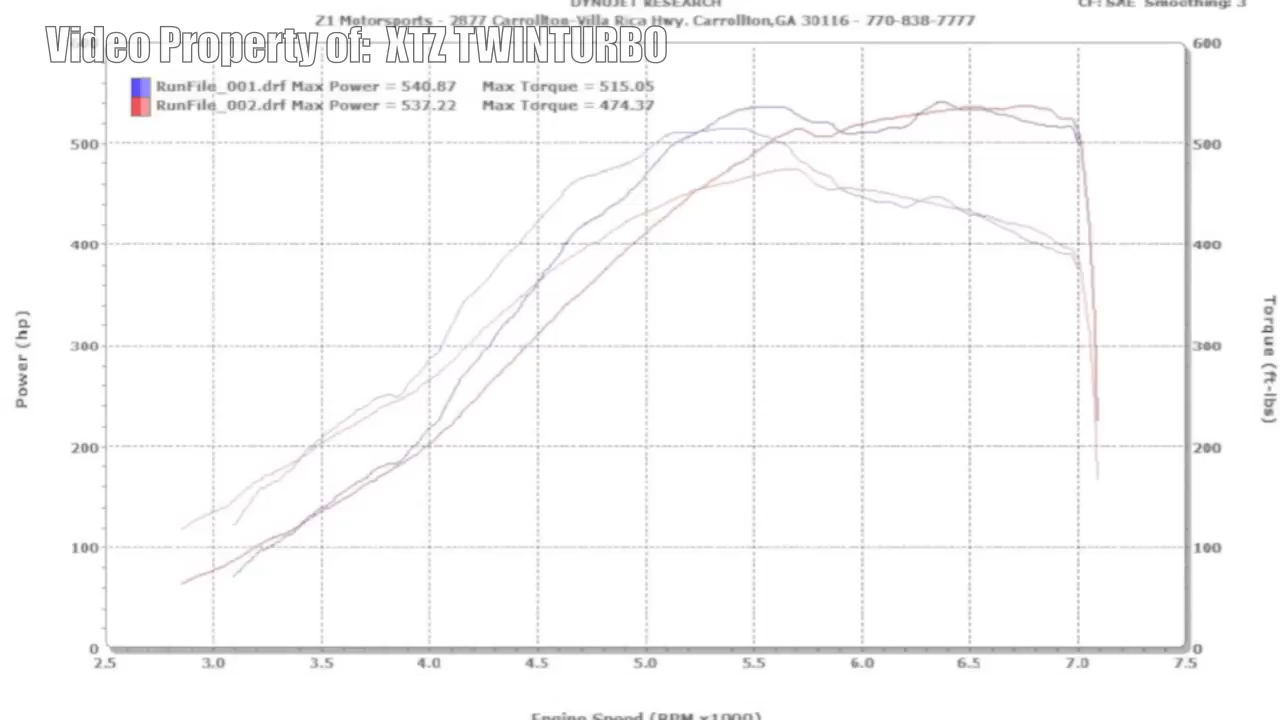 DYNOJET RESEARCH
CF: SAE Smoothing: 3
Z1 Motorsports - 2877 Carrollton-Villa Rica Hwy. Carrollton,GA 30116 - 770-838-7777
Video Property of: XTZ TWINTURBO
600 600
RunFile_001.drf Max Power = 540.87 Max Torque = 515.05
RunFile_002.drf Max Power = 537.22 Max Torque = 474.37
500 500
400 400
Power (hp)
Torque (ft-lbs)
300 300
200 200
100 100
0 0
2.5 3.0 3.5 4.0 4.5 5.0 5.5 6.0 6.5 7.0 7.5
Engine Speed (RPM x1000)